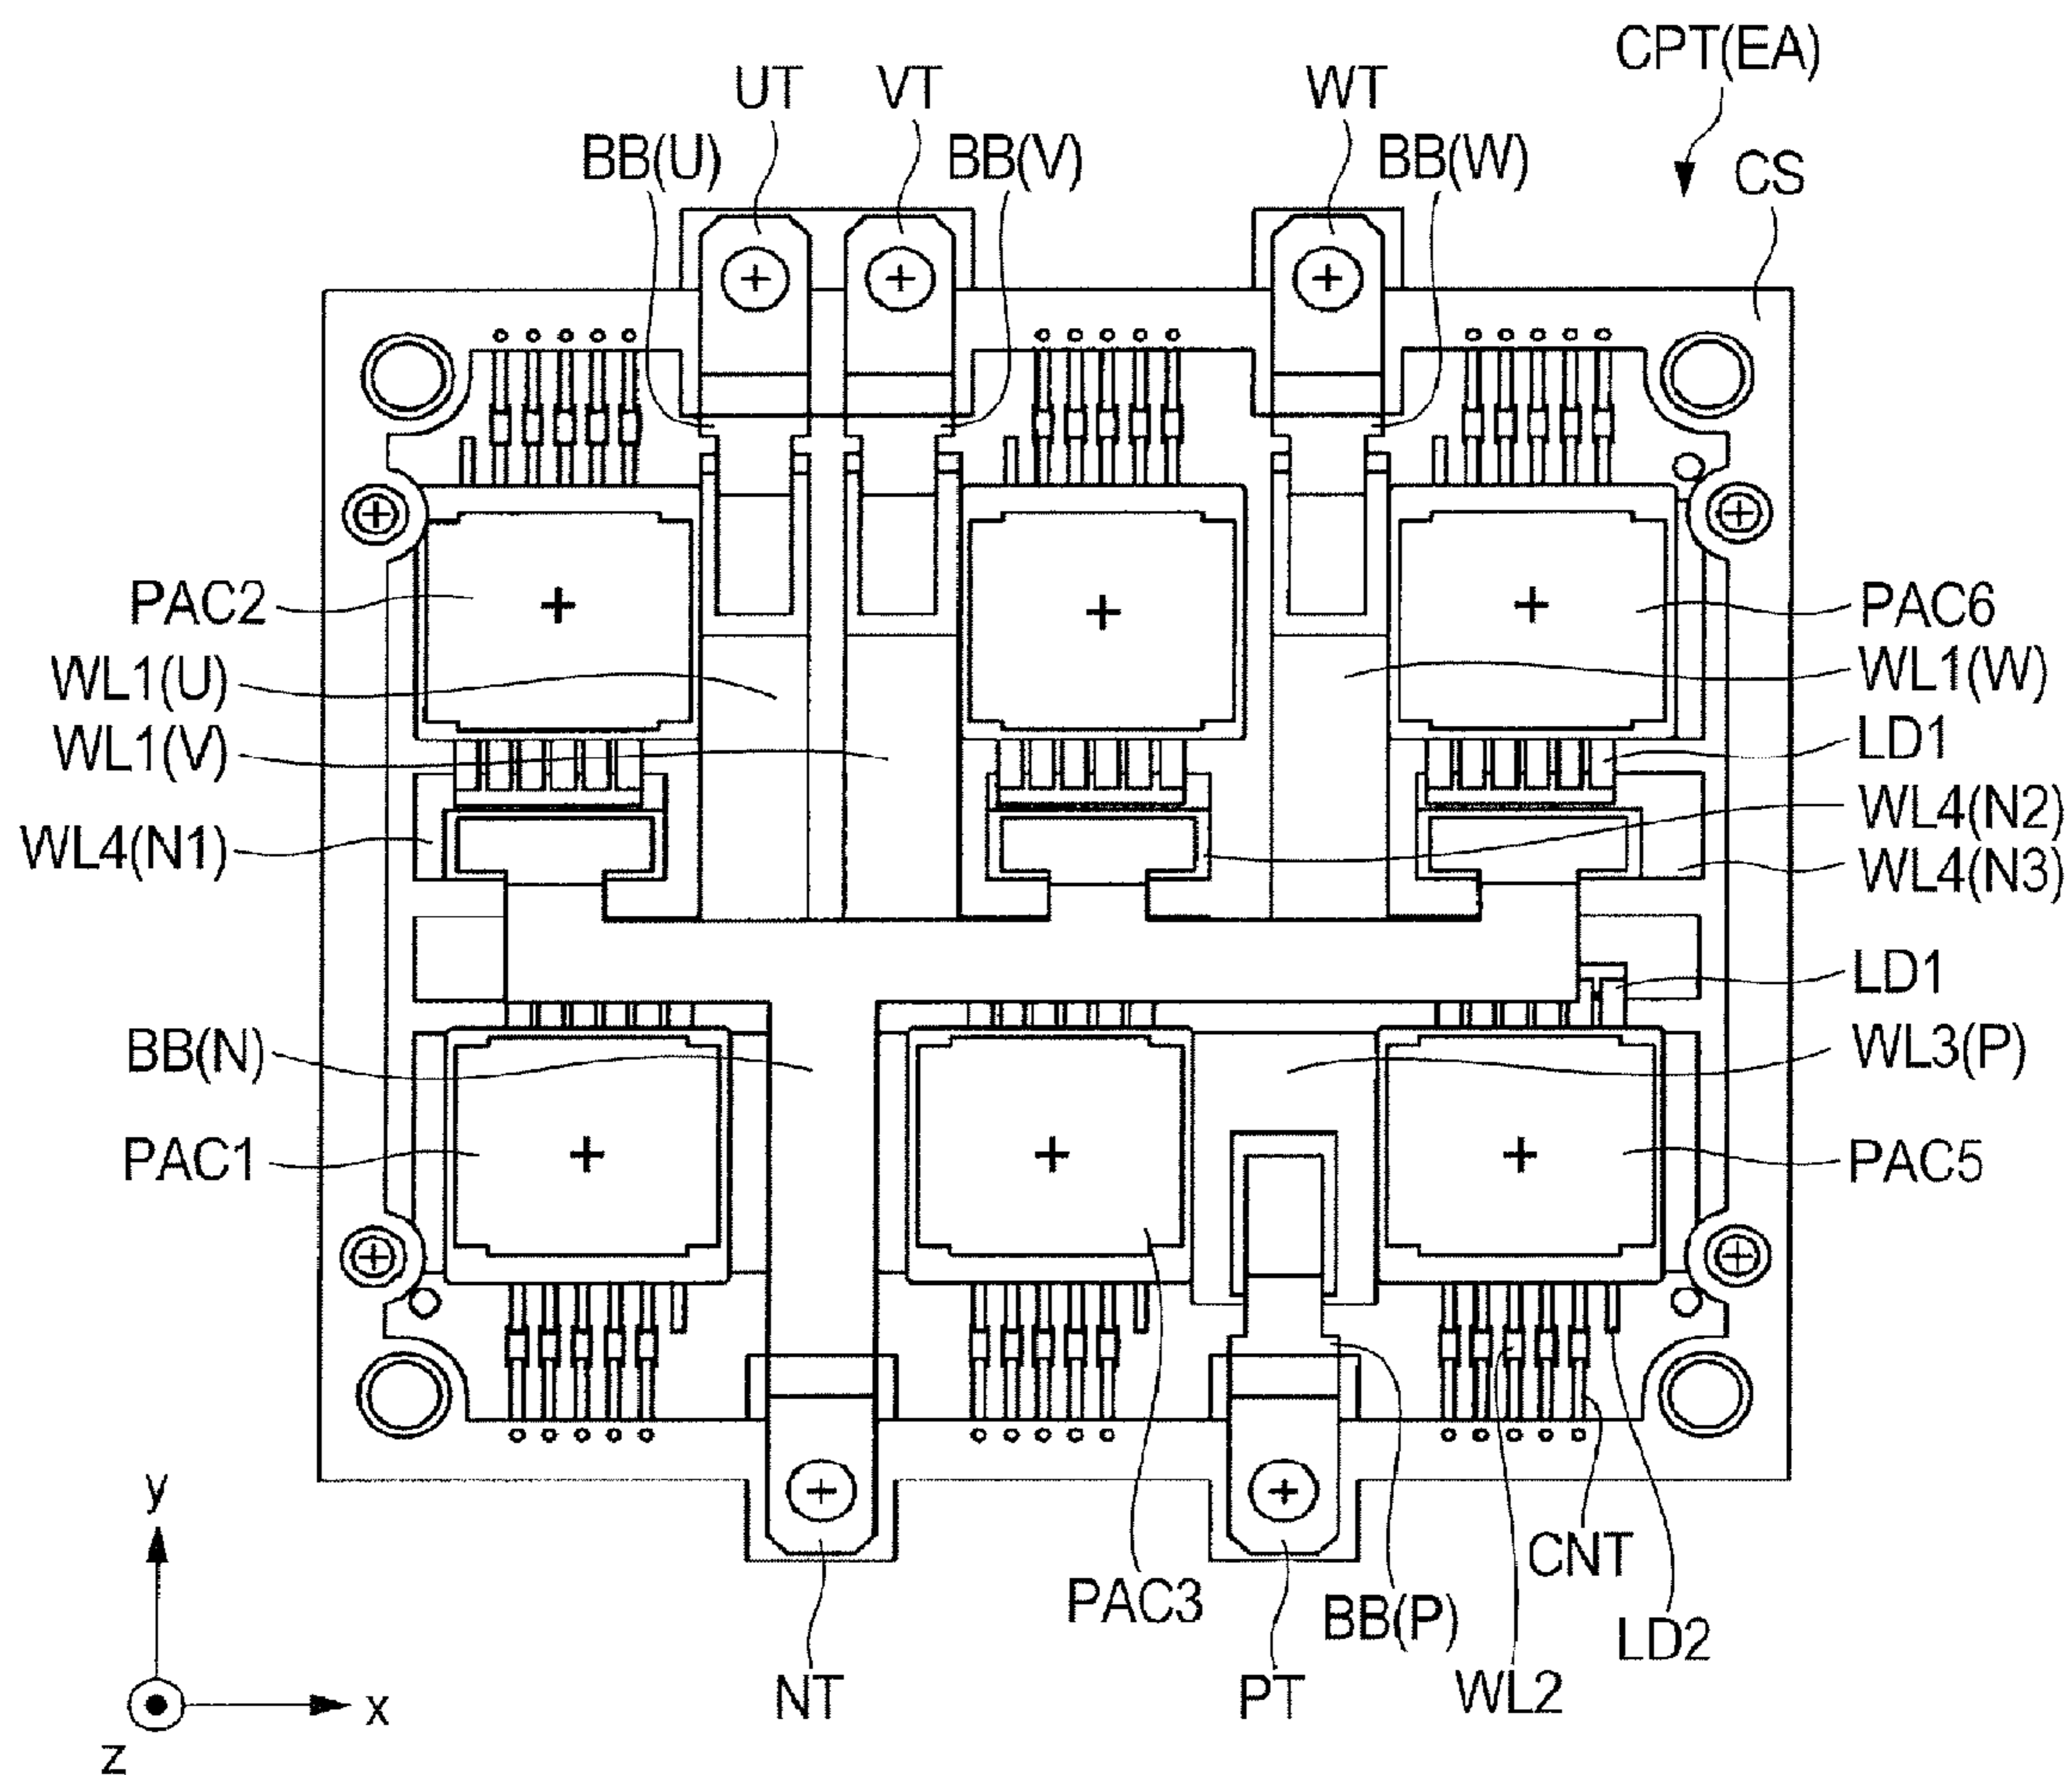 CPT(EA)
UT
VT
WT
BB(U)
BB(V)
BB(W)
CS
PAC2
PAC6
WL1(U)
WL1(W)
WL1(V)
LD1
WL4(N2)
WL4(N1)
WL4(N3)
LD1
BB(N)
WL3(P)
PAC1
PAC5
y
CNT
PAC3
BB(P)
LD2
NT
PT
WL2
x
z